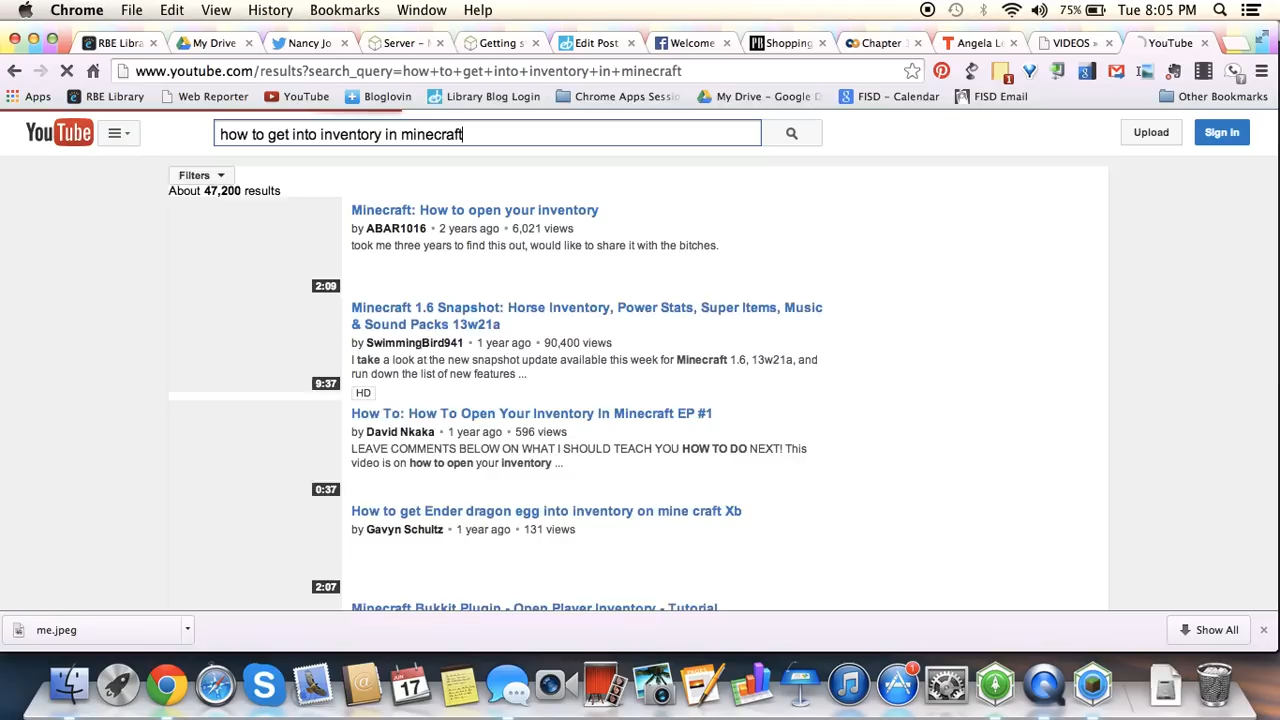 Chrome File Edit View History Bookmarks Window Help 75% Tue 8:05 PM
RBE Libra My Drive Nancy Jo Server – M Getting s Edit Post Welcome Shopping Chapter Angela L VIDEOS » YouTube
www.youtube.com/results?search_query=how+to+get+into+inventory+in+minecraft
Apps RBE Library Web Reporter YouTube Bloglovin Library Blog Login Chrome Apps Sessi My Drive – Google D FISD – Calendar FISD Email Other Bookmarks
YouTube how to get into inventory in minecraft Upload Sign In
Filters
About 47,200 results
Minecraft: How to open your inventory
by ABAR1016 • 2 years ago • 6,021 views
took me three years to find this out, would like to share it with the bitches.
2:09
Minecraft 1.6 Snapshot: Horse Inventory, Power Stats, Super Items, Music
& Sound Packs 13w21a
by SwimmingBird941 • 1 year ago • 90,400 views
I take a look at the new snapshot update available this week for Minecraft 1.6, 13w21a, and
run down the list of new features ...
9:37
HD
How To: How To Open Your Inventory In Minecraft EP #1
by David Nkaka • 1 year ago • 596 views
LEAVE COMMENTS BELOW ON WHAT I SHOULD TEACH YOU HOW TO DO NEXT! This
video is on how to open your inventory ...
0:37
How to get Ender dragon egg into inventory on mine craft Xb
by Gavyn Schultz • 1 year ago • 131 views
2:07
Minecraft Bukkit Plugin - Open Player Inventory - Tutorial
me.jpeg Show All
JUN 17
1